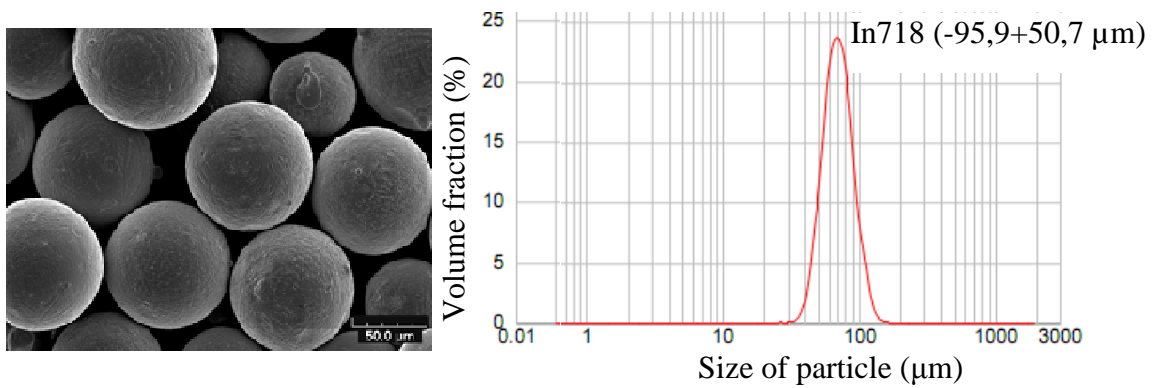 50.0 µm
Volume fraction (%)
25
20
15
10
5
0
In718 (-95,9+50,7 µm)
0.01 1 10 100 1000 3000
Size of particle (µm)